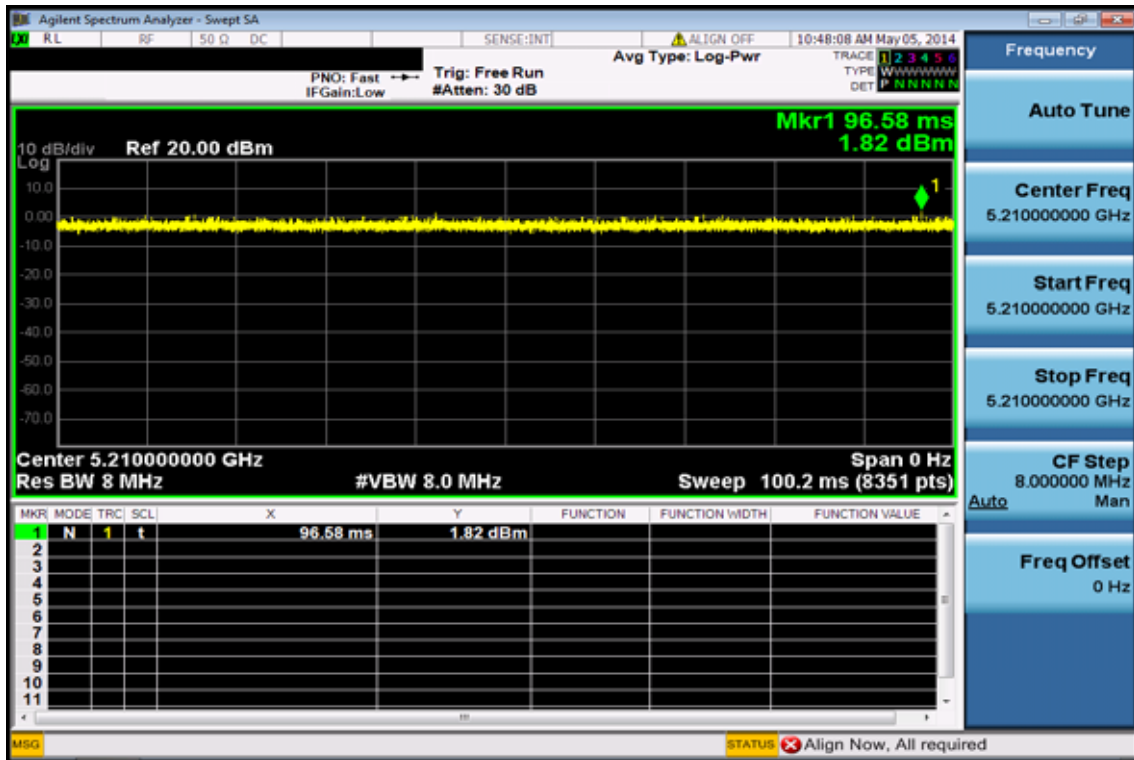 Agilent Spectrum Analyzer - Swept SA
LXI RL RF 50 Ω DC SENSE:INT ALIGN OFF 10:48:08 AM May 05, 2014
Frequency
Avg Type: Log-Pwr
TRACE 1 2 3 4 5 6
PNO: Fast Trig: Free Run
TYPE WWWWWWW
IFGain:Low #Atten: 30 dB
DET P N N N N N
Auto Tune
Mkr1 96.58 ms
10 dB/div Ref 20.00 dBm 1.82 dBm
Log
10.0
0.00
-10.0
-20.0
-30.0
-40.0
-50.0
-60.0
-70.0
1
Center Freq
5.210000000 GHz
Start Freq
5.210000000 GHz
Stop Freq
5.210000000 GHz
Center 5.210000000 GHz Span 0 Hz
Res BW 8 MHz #VBW 8.0 MHz Sweep 100.2 ms (8351 pts)
CF Step
8.000000 MHz
Auto Man
MKR MODE TRC SCL X Y FUNCTION FUNCTION WIDTH FUNCTION VALUE
1 N 1 t 96.58 ms 1.82 dBm
2
3
4
5
6
7
8
9
10
11
Freq Offset
0 Hz
MSG STATUS Align Now, All required